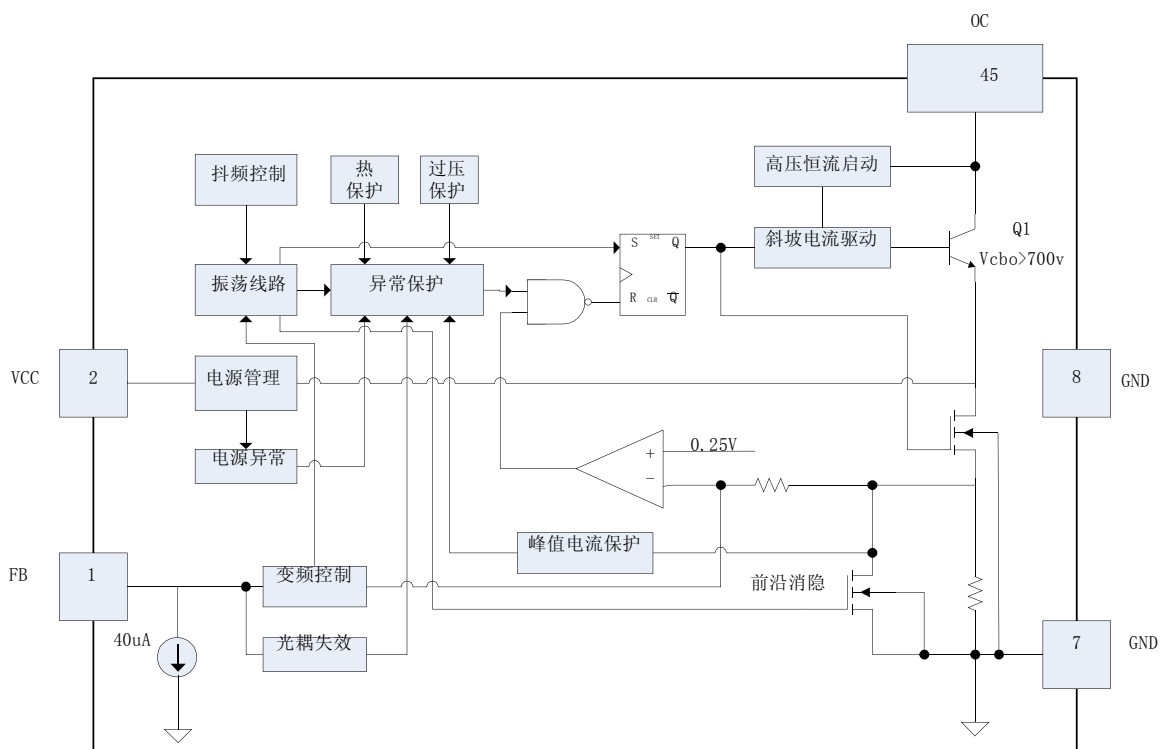 OC
45
高压恒流启动
抖频控制
热
保护
过压
保护
S SET Q
斜坡电流驱动
Q1
Vcbo>700v
振荡线路
异常保护
R CLR Q
VCC
2
电源管理
8
GND
电源异常
0.25V
+
−
峰值电流保护
FB
1
变频控制
前沿消隐
40uA
光耦失效
7
GND